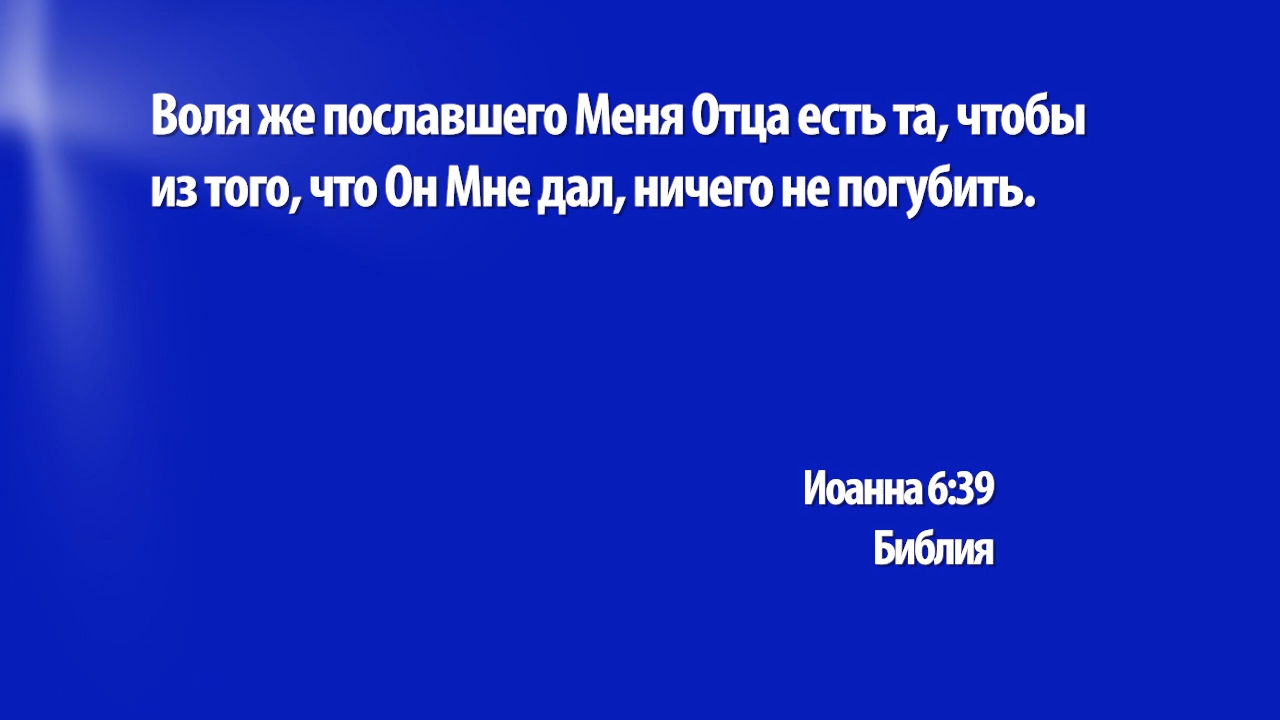 Воля же пославшего Меня Отца есть та, чтобы
из того, что Он Мне дал, ничего не погубить.
Иоанна 6:39
Библия